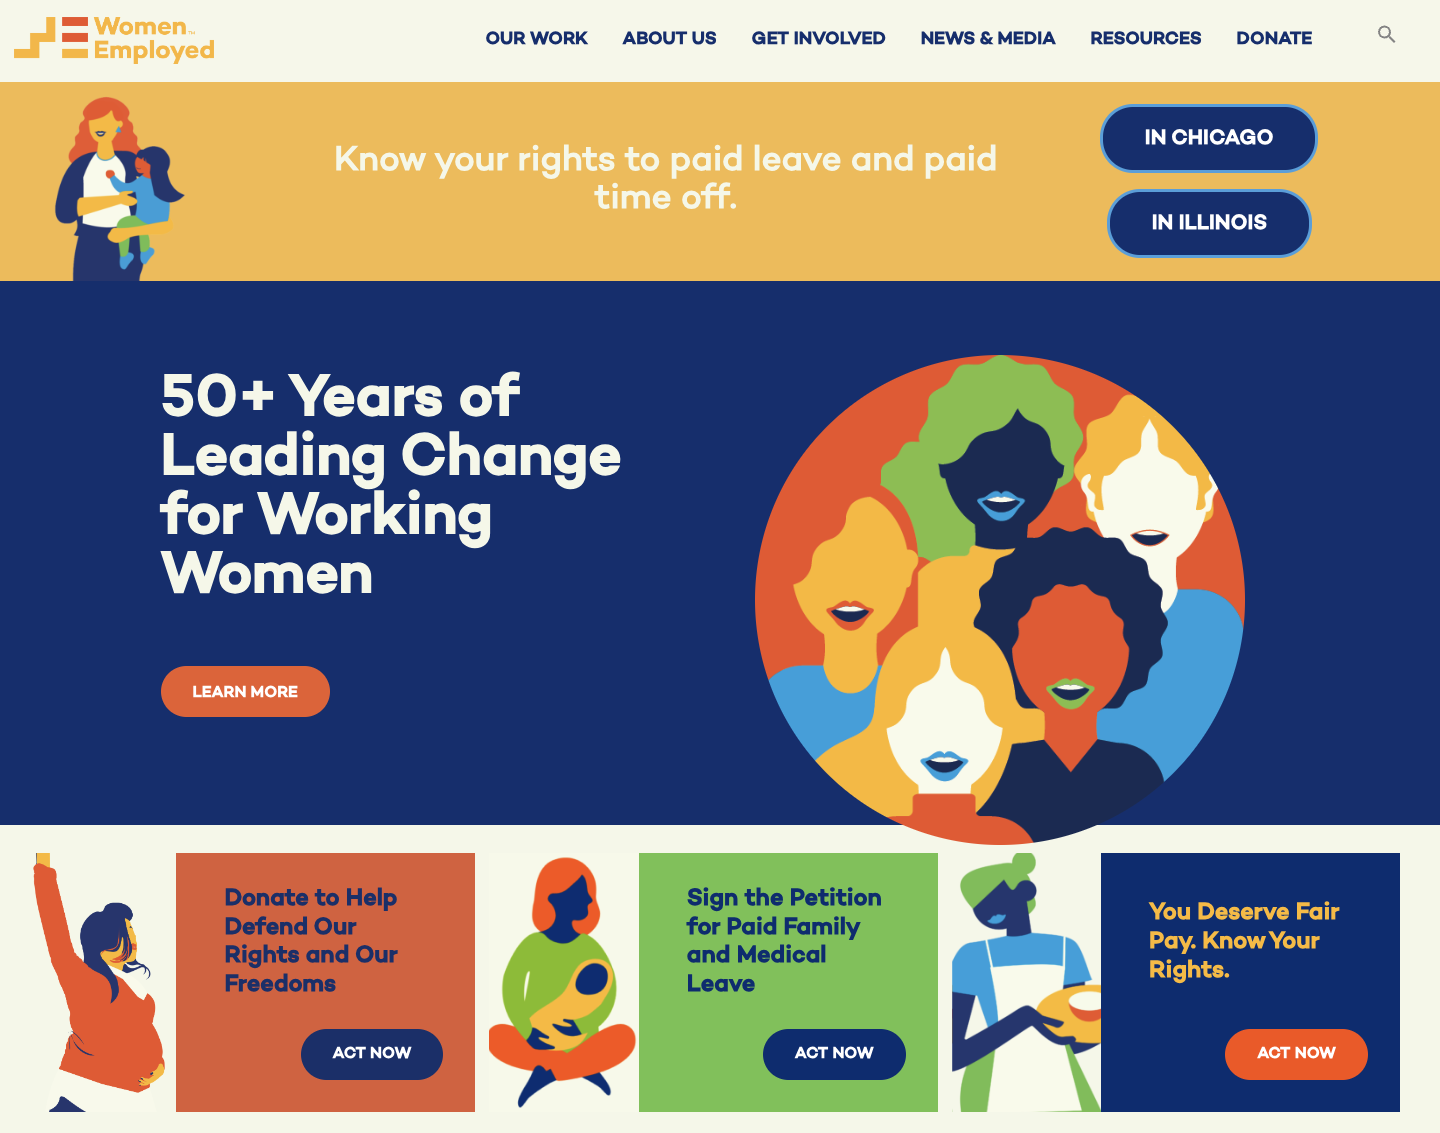 Women
Employed
™
OUR WORK
ABOUT US
GET INVOLVED
NEWS & MEDIA
RESOURCES
DONATE
Know your rights to paid leave and paid
time off.
IN CHICAGO
IN ILLINOIS
50+ Years of
Leading Change
for Working
Women
LEARN MORE
Donate to Help
Defend Our
Rights and Our
Freedoms
ACT NOW
Sign the Petition
for Paid Family
and Medical
Leave
ACT NOW
You Deserve Fair
Pay. Know Your
Rights.
ACT NOW